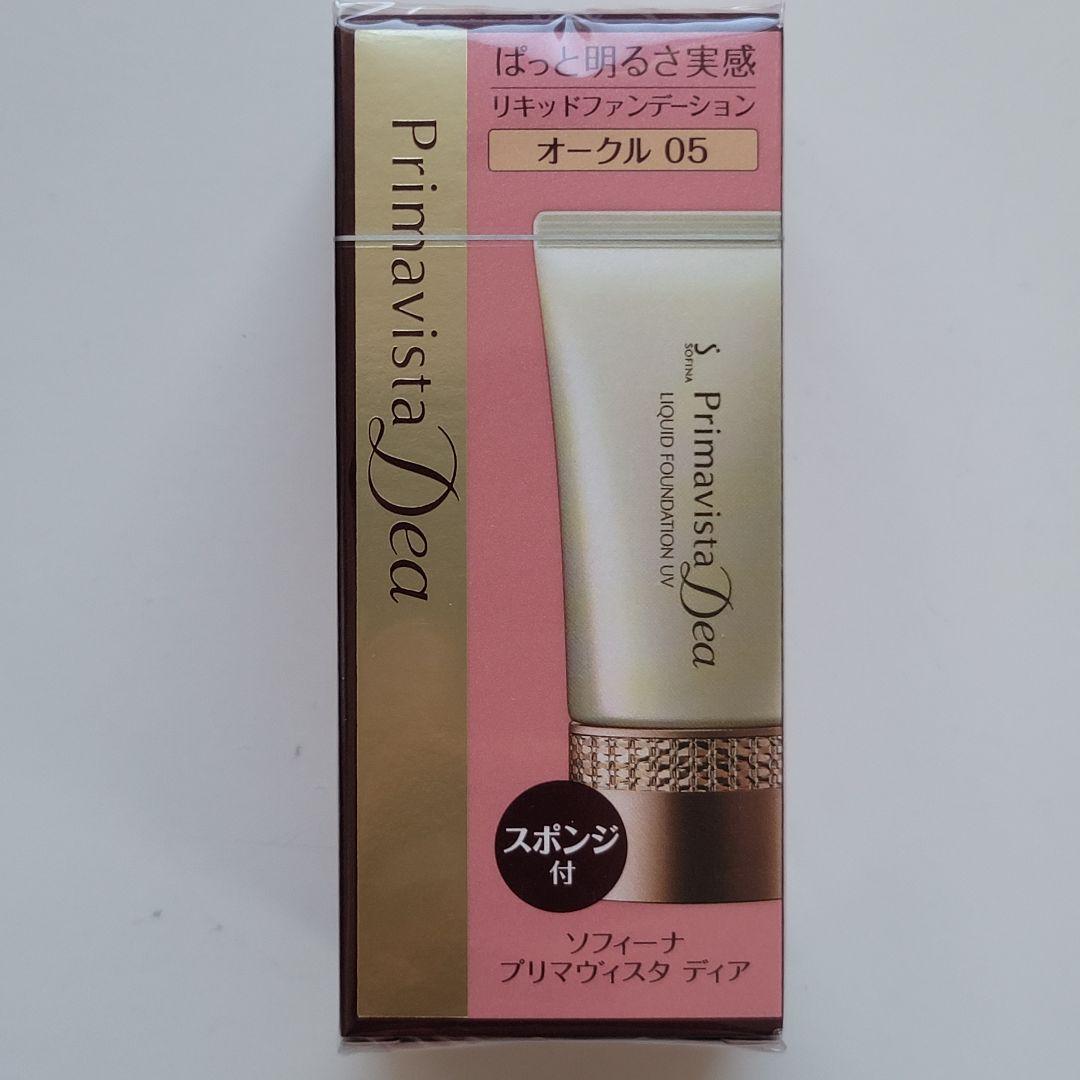 ぱっと明るさ実感
リキッドファンデーション
オークル 05
Primavista Dea
SOFINA
Primavista Dea
LIQUID FOUNDATION UV
スポンジ
付
ソフィーナ
プリマヴィスタ ディア